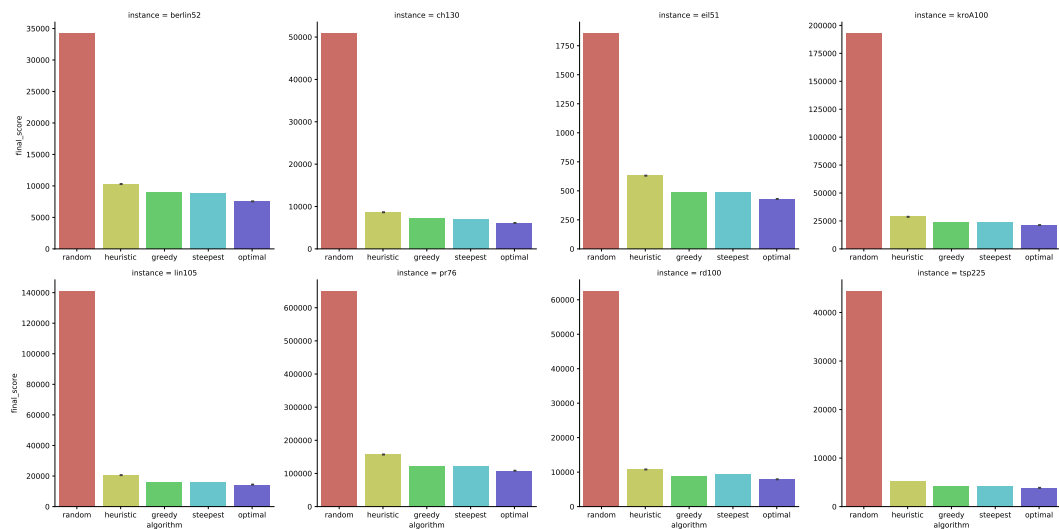 instance = berlin52
35000
30000
25000
20000
15000
10000
5000
0
final_score
random heuristic greedy steepest optimal
instance = ch130
50000
40000
30000
20000
10000
0
random heuristic greedy steepest optimal
instance = eil51
1750
1500
1250
1000
750
500
250
0
random heuristic greedy steepest optimal
instance = kroA100
200000
175000
150000
125000
100000
75000
50000
25000
0
random heuristic greedy steepest optimal
instance = lin105
140000
120000
100000
80000
60000
40000
20000
0
final_score
random heuristic greedy steepest optimal
algorithm
instance = pr76
600000
500000
400000
300000
200000
100000
0
random heuristic greedy steepest optimal
algorithm
instance = rd100
60000
50000
40000
30000
20000
10000
0
random heuristic greedy steepest optimal
algorithm
instance = tsp225
40000
30000
20000
10000
0
random heuristic greedy steepest optimal
algorithm